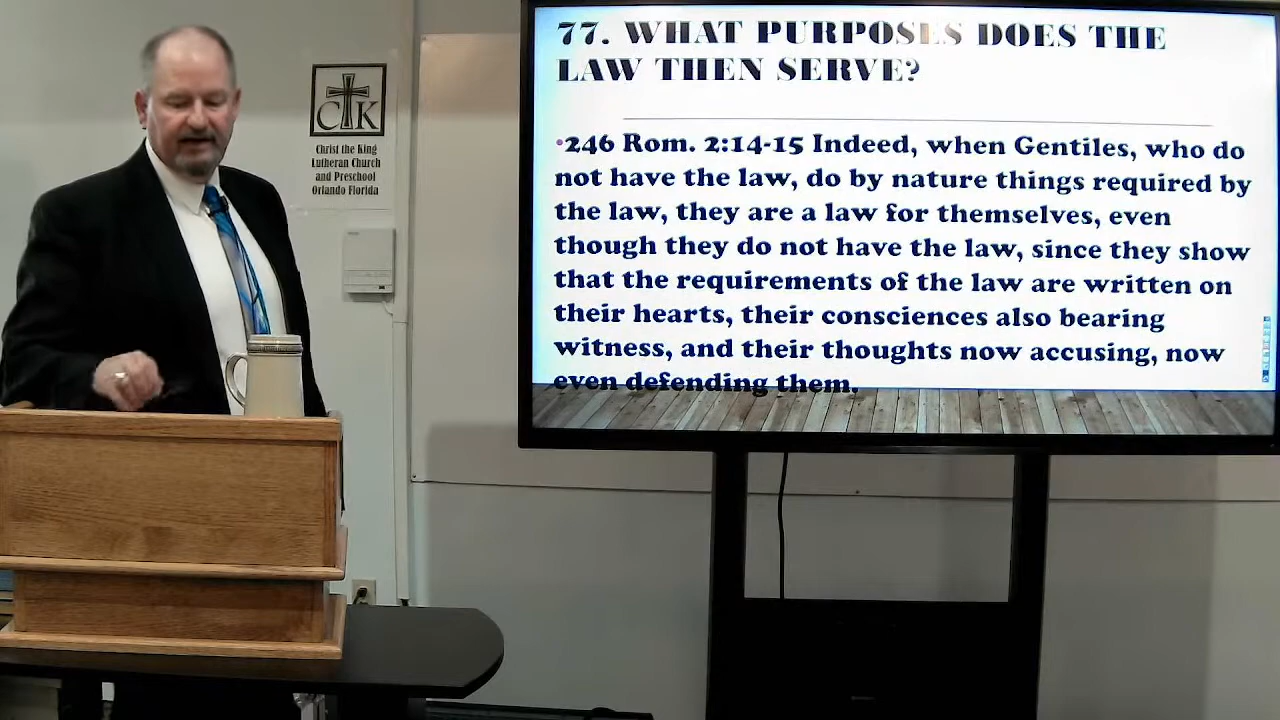 C K
Christ the King
Lutheran Church
and Preschool
Orlando Florida
77. WHAT PURPOSES DOES THE
LAW THEN SERVE?
•246 Rom. 2:14-15 Indeed, when Gentiles, who do
not have the law, do by nature things required by
the law, they are a law for themselves, even
though they do not have the law, since they show
that the requirements of the law are written on
their hearts, their consciences also bearing
witness, and their thoughts now accusing, now
even defending them.